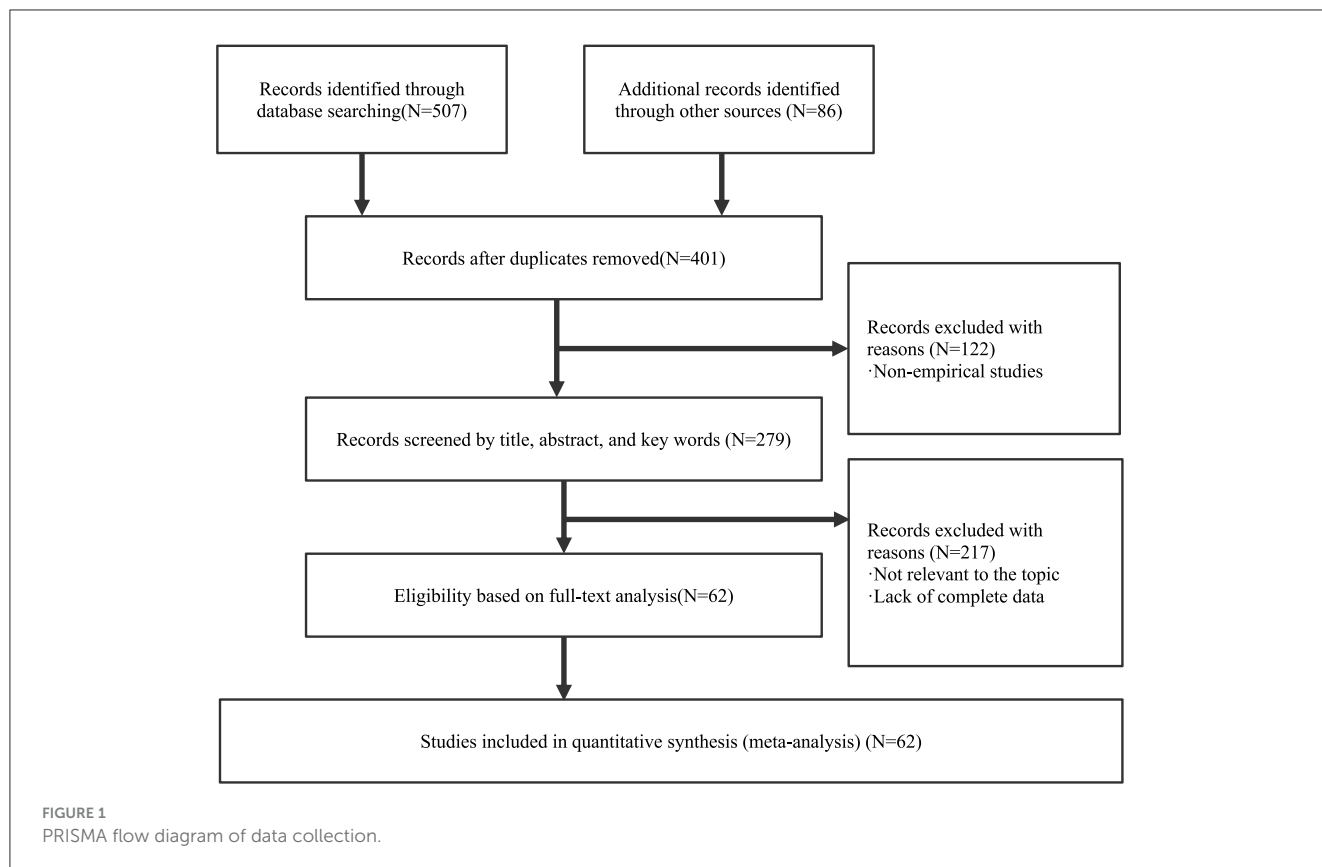 Records identified through
database searching(N=507)
Additional records identified
through other sources (N=86)
Records after duplicates removed(N=401)
Records excluded with
reasons (N=122)
·Non-empirical studies
Records screened by title, abstract, and key words (N=279)
Records excluded with
reasons (N=217)
·Not relevant to the topic
·Lack of complete data
Eligibility based on full-text analysis(N=62)
Studies included in quantitative synthesis (meta-analysis) (N=62)
FIGURE 1
PRISMA flow diagram of data collection.